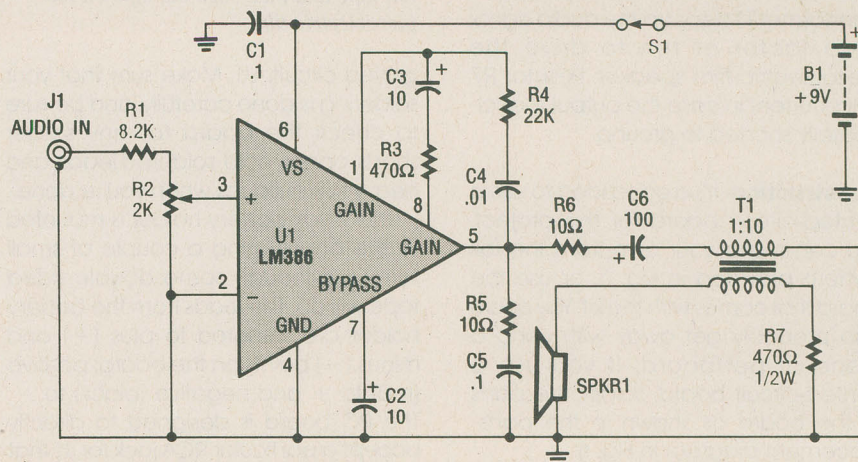 C1
.1
S1
B1
+9V
+
J1
AUDIO IN
R1
8.2K
R2
2K
6
VS
3
+
2
−
U1
LM386
GAIN
1
GAIN
8
5
BYPASS
7
GND
4
C3
10
+
R3
470Ω
R4
22K
C4
.01
R6
10Ω
C6
100
+
T1
1:10
R5
10Ω
C5
.1
SPKR1
R7
470Ω
1/2W
C2
10
+